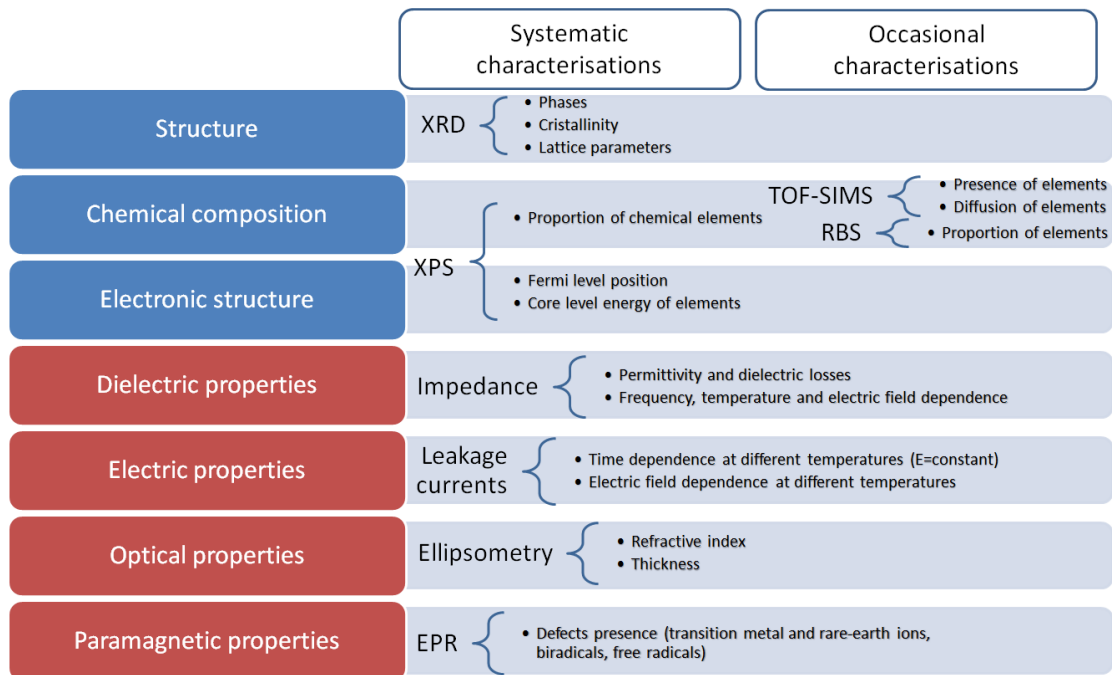 Systematic
characterisations
Occasional
characterisations
Structure
XRD
• Phases
• Cristallinity
• Lattice parameters
Chemical composition
XPS
• Proportion of chemical elements
TOF-SIMS
• Presence of elements
• Diffusion of elements
RBS
• Proportion of elements
Electronic structure
• Fermi level position
• Core level energy of elements
Dielectric properties
Impedance
• Permittivity and dielectric losses
• Frequency, temperature and electric field dependence
Electric properties
Leakage
currents
• Time dependence at different temperatures (E=constant)
• Electric field dependence at different temperatures
Optical properties
Ellipsometry
• Refractive index
• Thickness
Paramagnetic properties
EPR
• Defects presence (transition metal and rare-earth ions,
biradicals, free radicals)